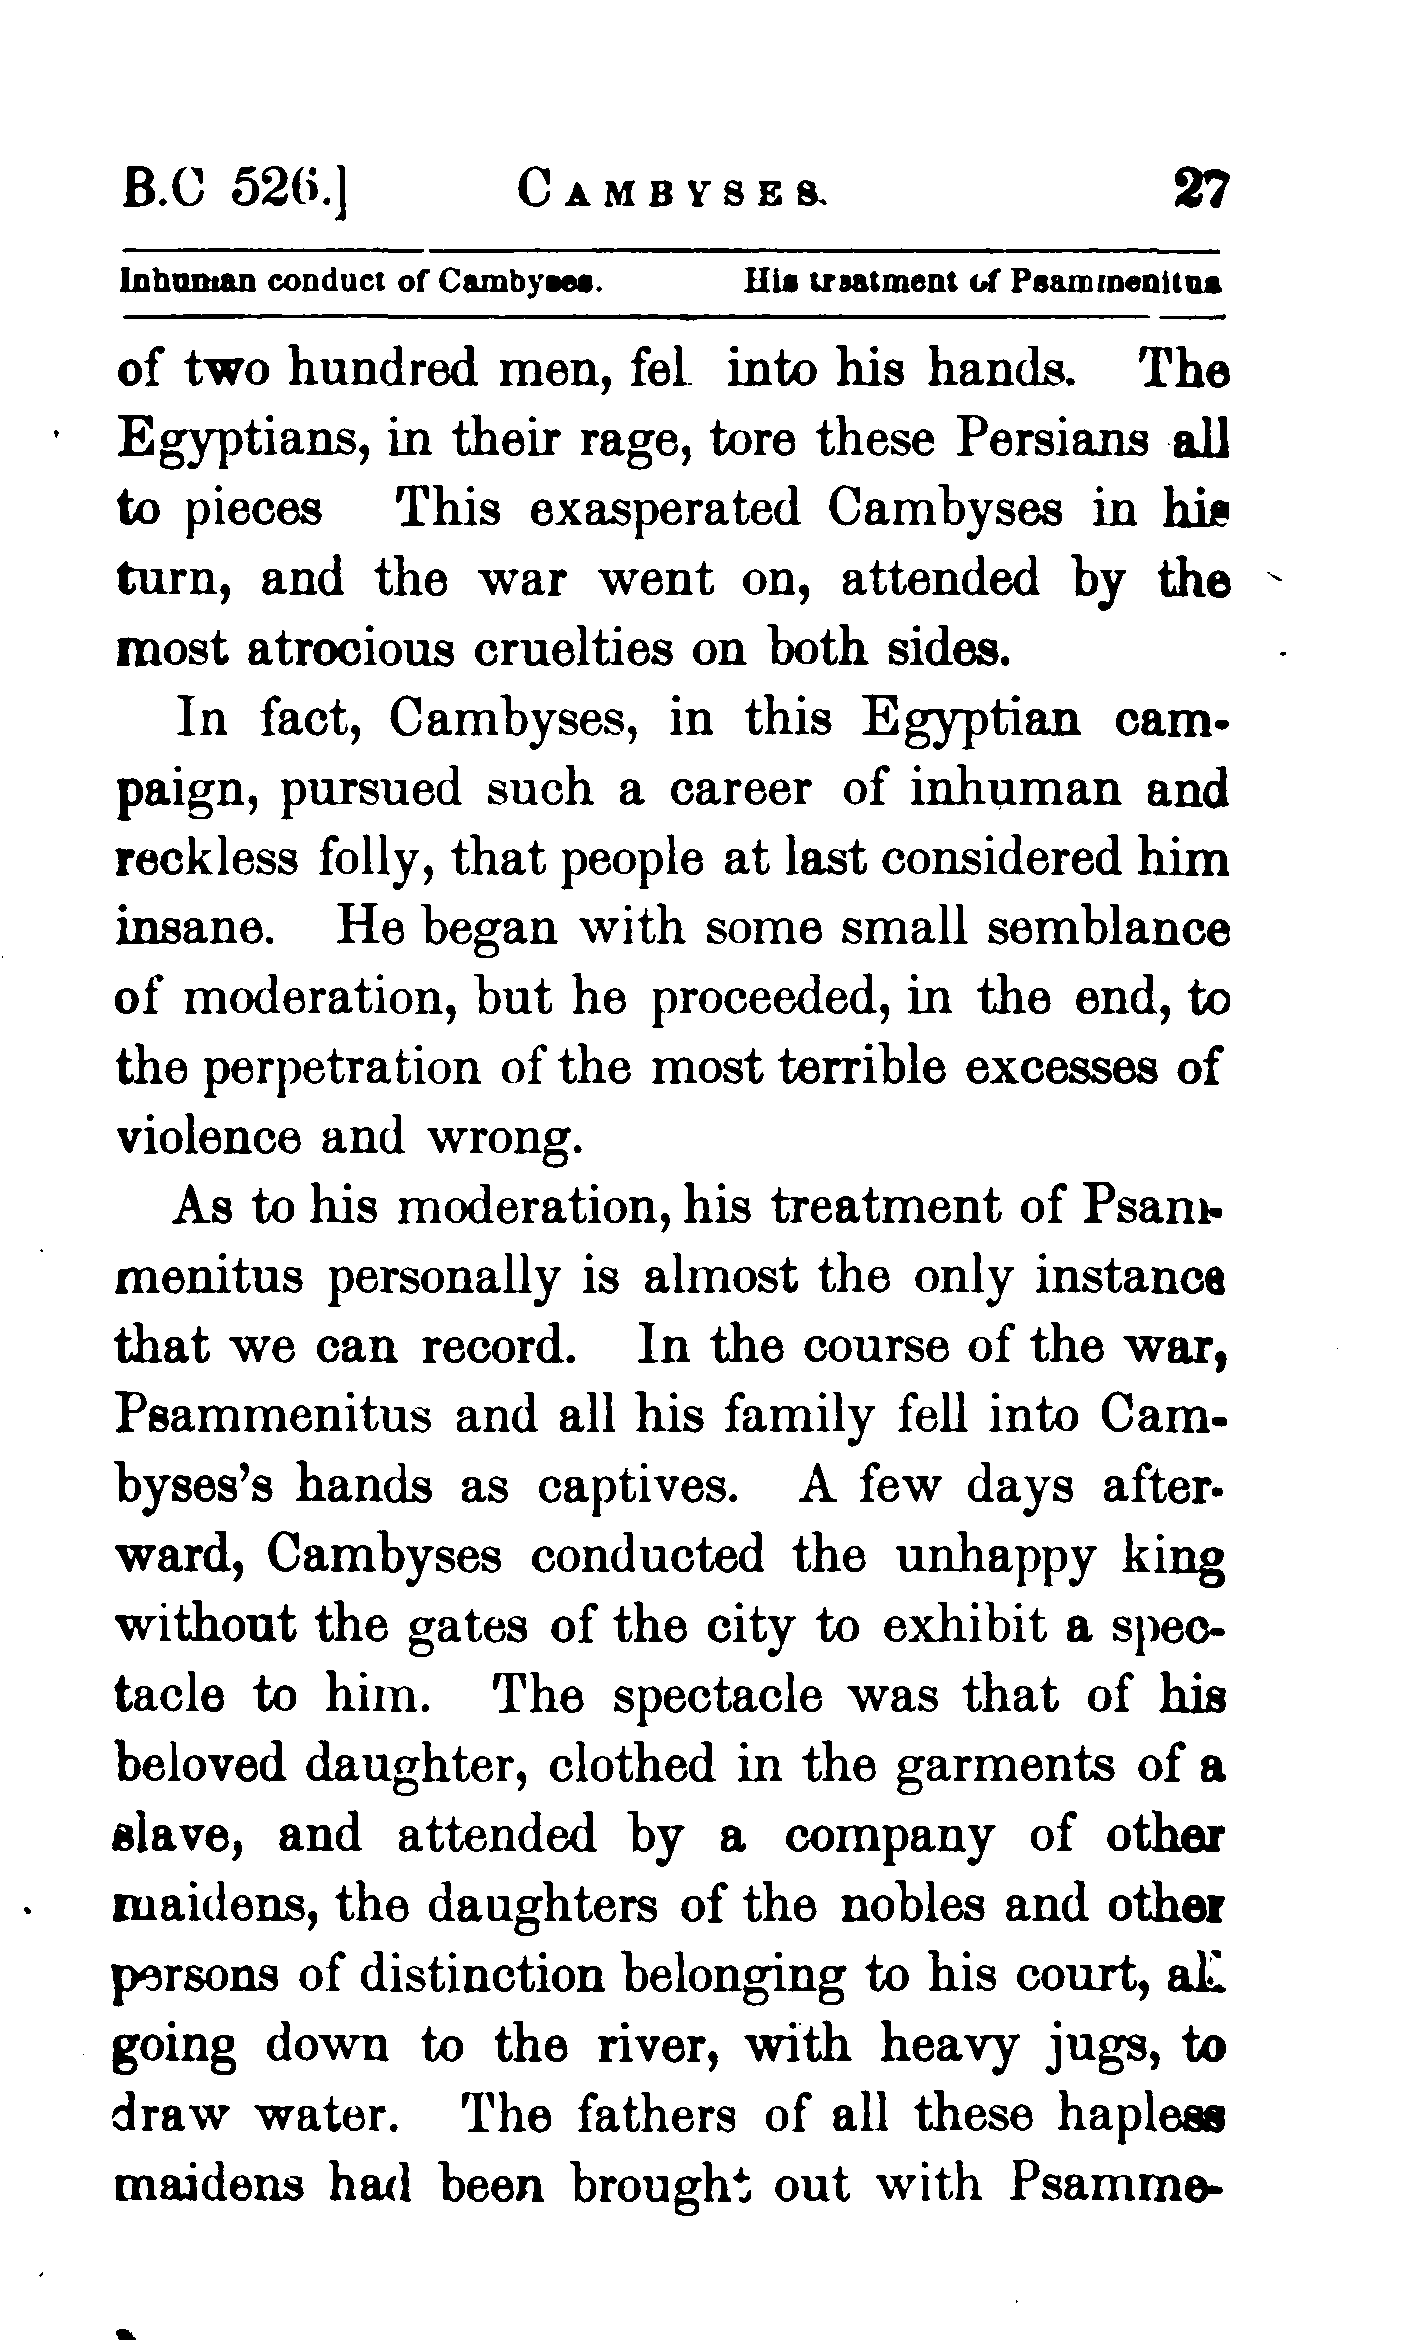 B.C 526.] CAMBYSES. 27
Inhuman conduct of Cambyses. His treatment of Psammenitus
of two hundred men, fel into his hands. The
Egyptians, in their rage, tore these Persians all
to pieces This exasperated Cambyses in his
turn, and the war went on, attended by the
most atrocious cruelties on both sides.
In fact, Cambyses, in this Egyptian cam-
paign, pursued such a career of inhuman and
reckless folly, that people at last considered him
insane. He began with some small semblance
of moderation, but he proceeded, in the end, to
the perpetration of the most terrible excesses of
violence and wrong.
As to his moderation, his treatment of Psam-
menitus personally is almost the only instance
that we can record. In the course of the war,
Psammenitus and all his family fell into Cam-
byses's hands as captives. A few days after-
ward, Cambyses conducted the unhappy king
without the gates of the city to exhibit a spec-
tacle to him. The spectacle was that of his
beloved daughter, clothed in the garments of a
slave, and attended by a company of other
maidens, the daughters of the nobles and other
persons of distinction belonging to his court, all
going down to the river, with heavy jugs, to
draw water. The fathers of all these hapless
maidens had been brought out with Psamme-